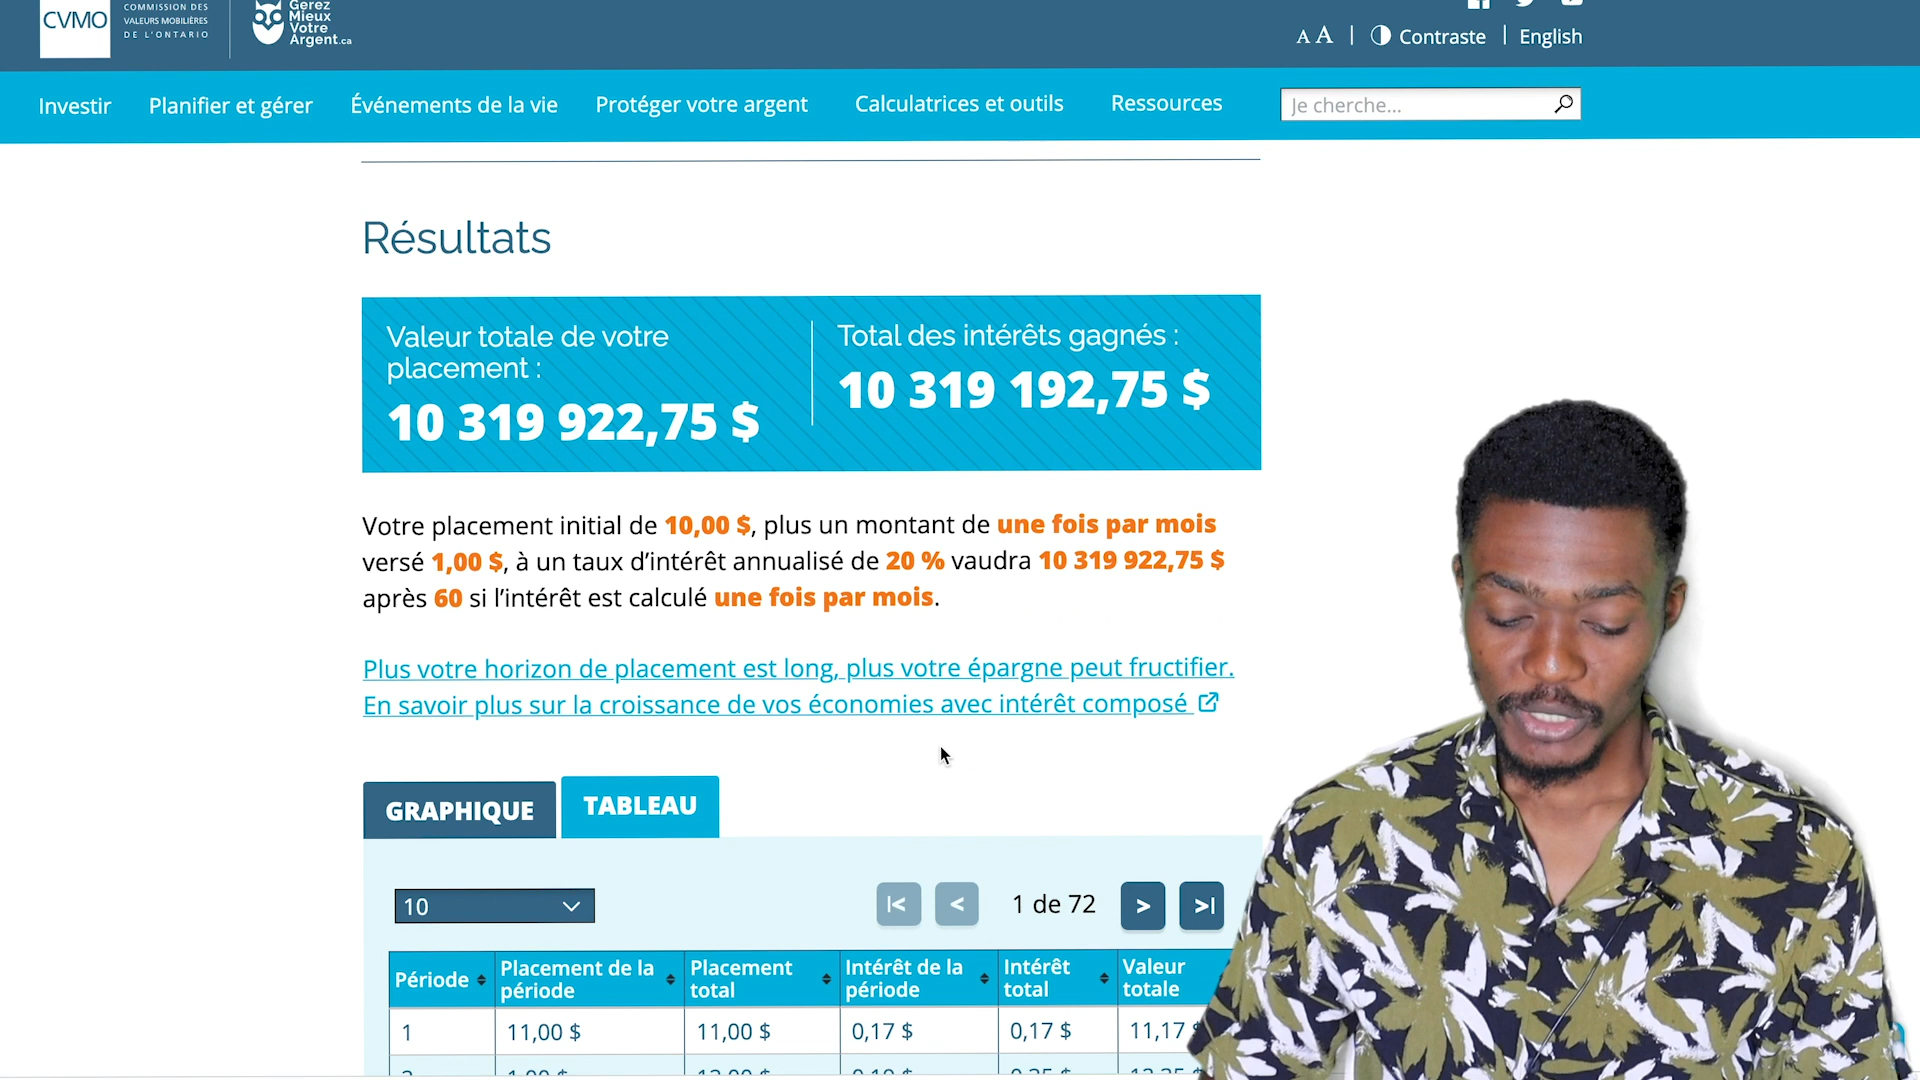 CVMO
COMMISSION DES
VALEURS MOBILIÈRES
DE L'ONTARIO
Gérez
Mieux
Votre
Argent.ca
A A | Contraste | English
Investir Planifier et gérer Événements de la vie Protéger votre argent Calculatrices et outils Ressources Je cherche...
Résultats
Valeur totale de votre
placement :
10 319 922,75 $
Total des intérêts gagnés :
10 319 192,75 $
Votre placement initial de 10,00 $, plus un montant de une fois par mois
versé 1,00 $, à un taux d'intérêt annualisé de 20 % vaudra 10 319 922,75 $
après 60 si l'intérêt est calculé une fois par mois.
Plus votre horizon de placement est long, plus votre épargne peut fructifier.
En savoir plus sur la croissance de vos économies avec intérêt composé
GRAPHIQUE TABLEAU
10 |< < 1 de 72 > >|
Période Placement de la période Placement total Intérêt de la période Intérêt total Valeur totale
1 11,00 $ 11,00 $ 0,17 $ 0,17 $ 11,17 $